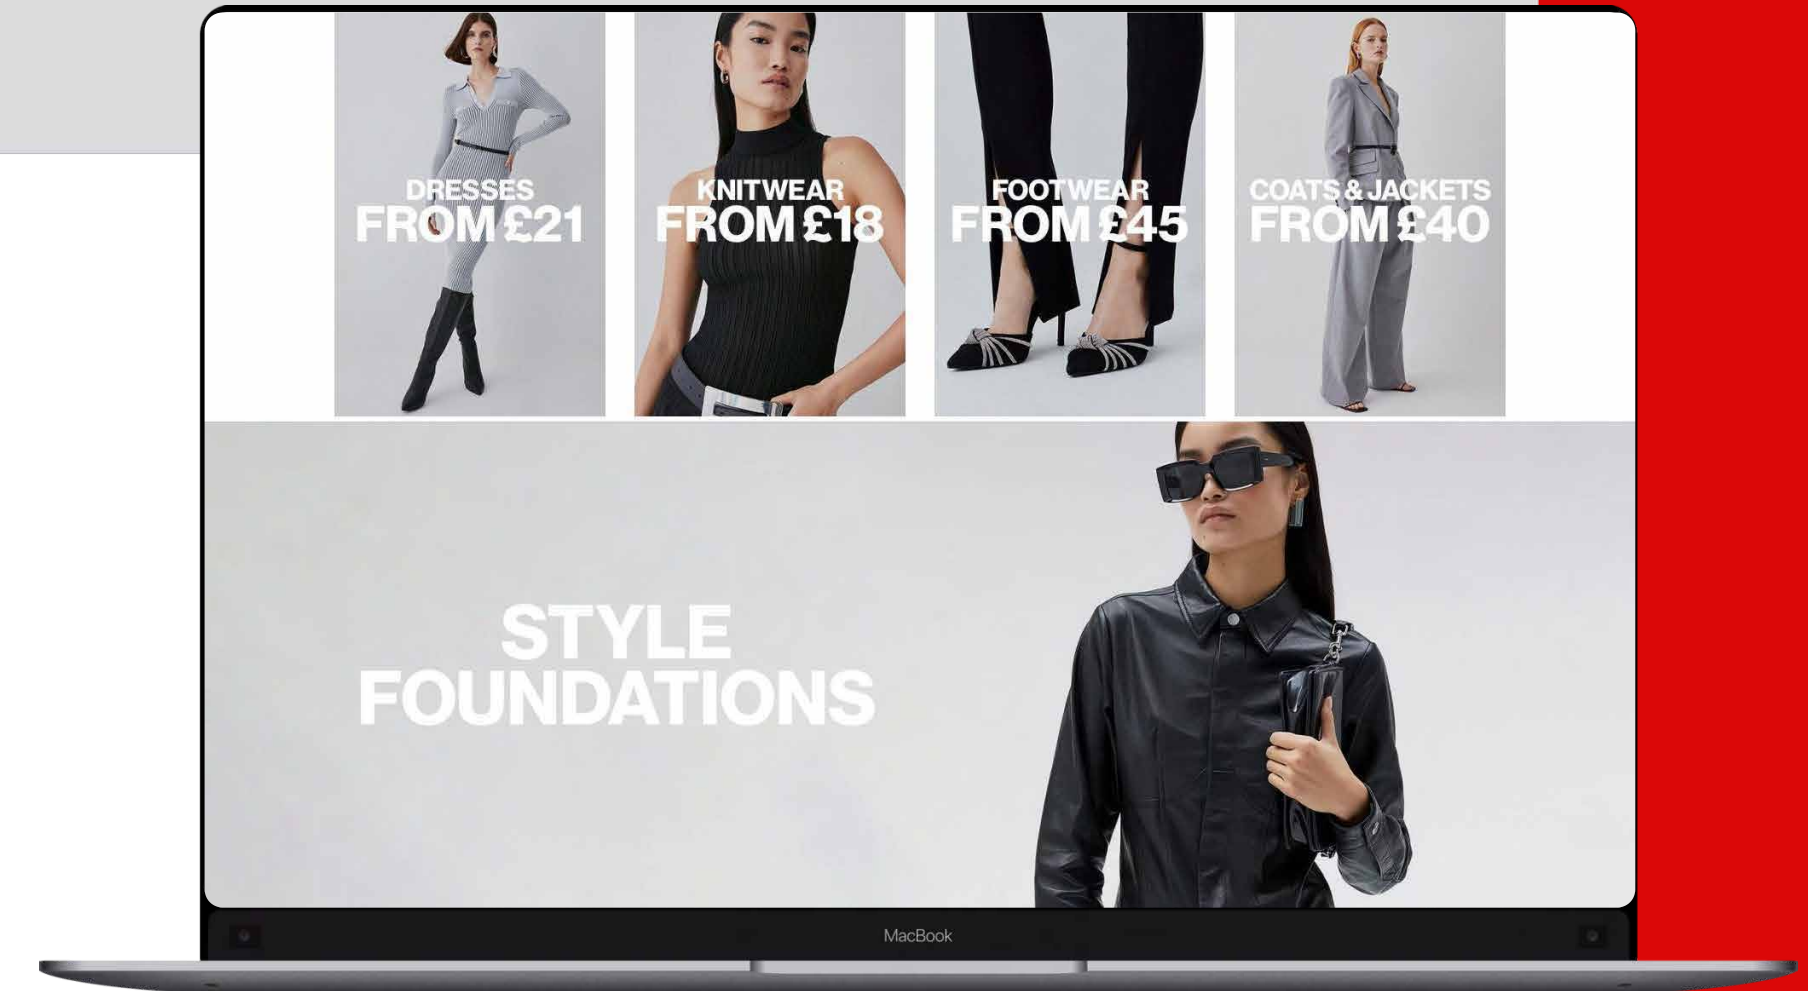 DRESSES
FROM £21
KNITWEAR
FROM £18
FOOTWEAR
FROM £45
COATS & JACKETS
FROM £40
STYLE
FOUNDATIONS
MacBook